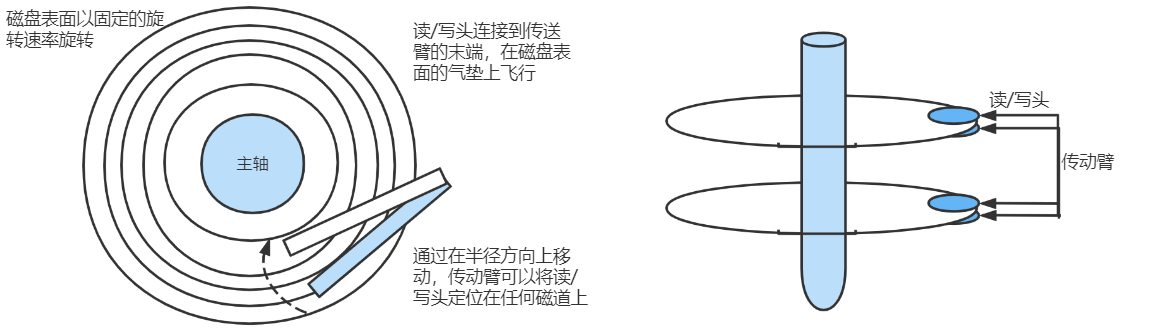 磁盘表面以固定的旋
转速率旋转
读/写头连接到传送
臂的末端，在磁盘表
面的气垫上飞行
主轴
通过在半径方向上移
动，传动臂可以将读/
写头定位在任何磁道上
读/写头
传动臂